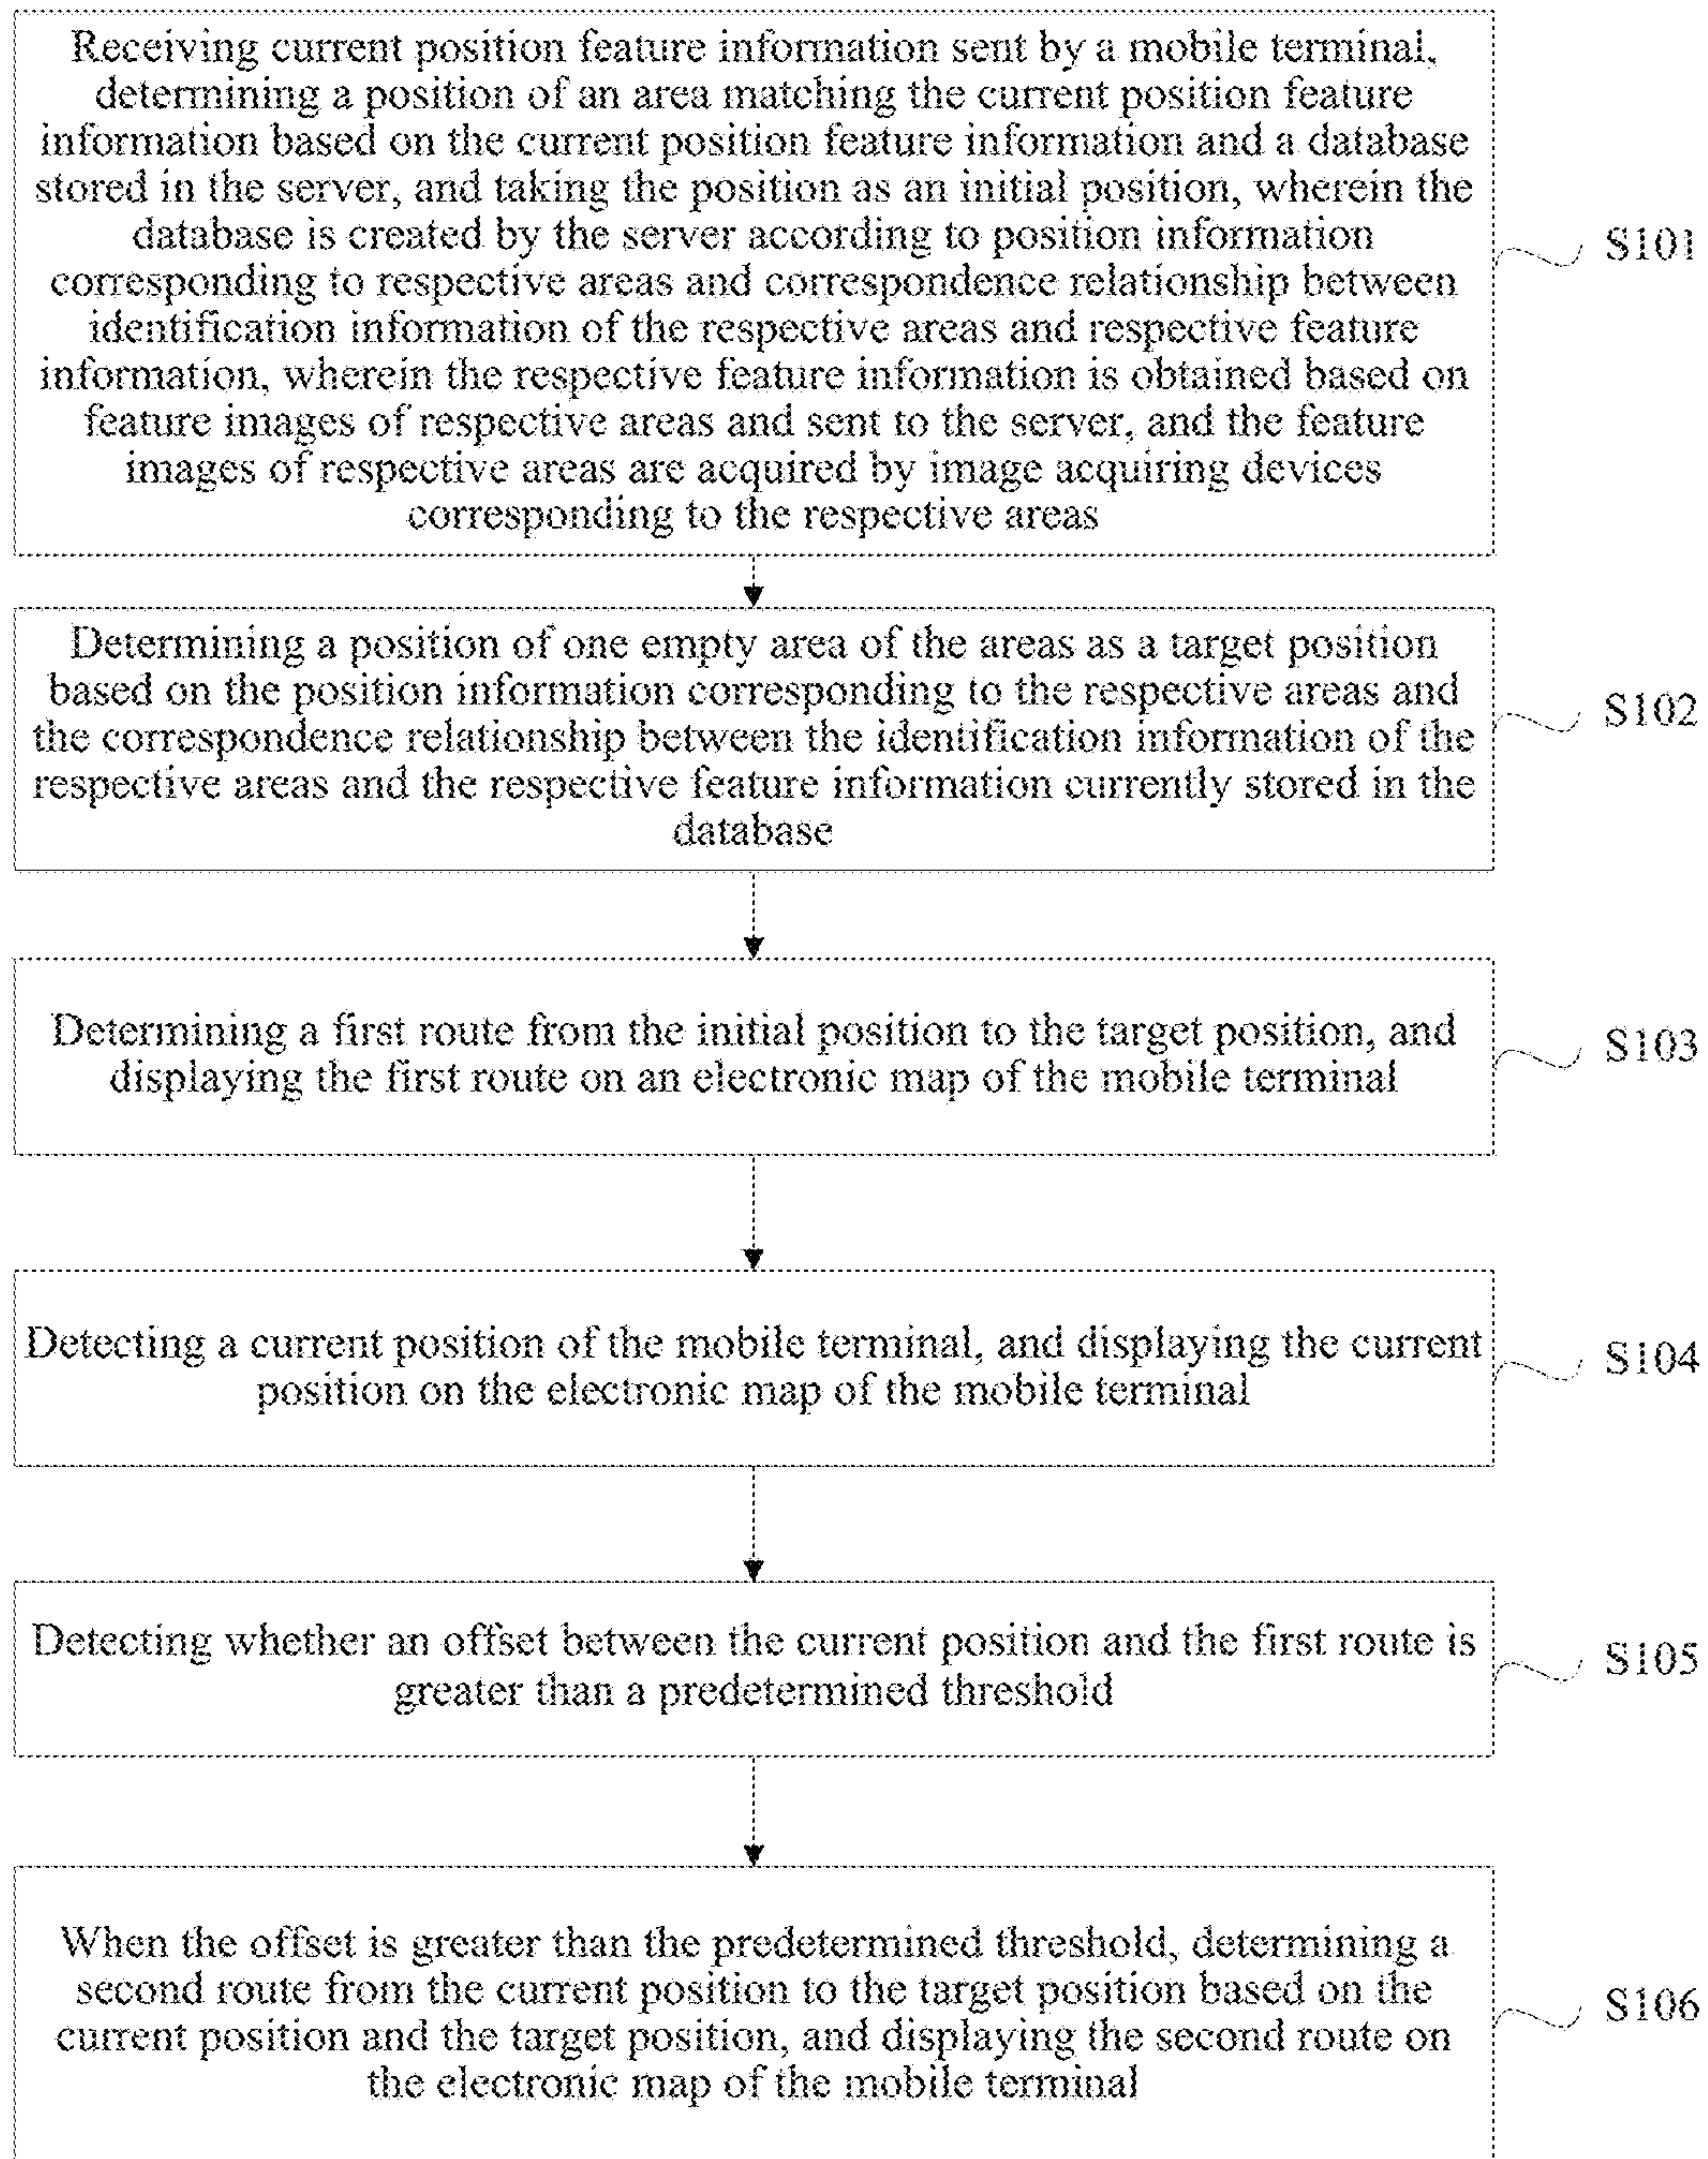 Receiving current position feature information sent by a mobile terminal,
determining a position of an area matching the current position feature
information based on the current position feature information and a database
stored in the server, and taking the position as an initial position, wherein the
database is created by the server according to position information
corresponding to respective areas and correspondence relationship between
identification information of the respective areas and respective feature
information, wherein the respective feature information is obtained based on
feature images of respective areas and sent to the server, and the feature
images of respective areas are acquired by image acquiring devices
corresponding to the respective areas
S101
Determining a position of one empty area of the areas as a target position
based on the position information corresponding to the respective areas and
the correspondence relationship between the identification information of the
respective areas and the respective feature information currently stored in the
database
S102
Determining a first route from the initial position to the target position, and
displaying the first route on an electronic map of the mobile terminal
S103
Detecting a current position of the mobile terminal, and displaying the current
position on the electronic map of the mobile terminal
S104
Detecting whether an offset between the current position and the first route is
greater than a predetermined threshold
S105
When the offset is greater than the predetermined threshold, determining a
second route from the current position to the target position based on the
current position and the target position, and displaying the second route on
the electronic map of the mobile terminal
S106